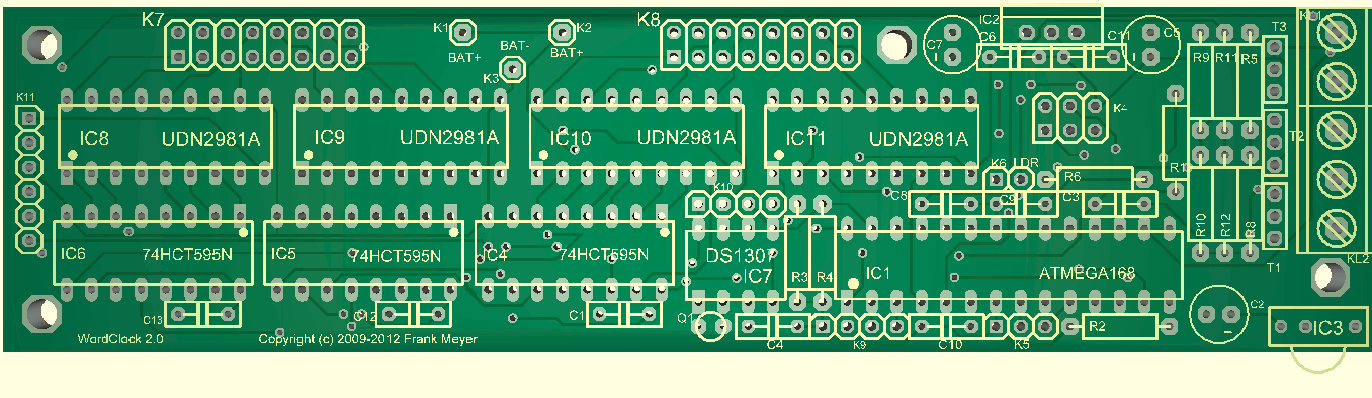 K7
K1
BAT+
BAT-
K3
K2
BAT+
K8
C7
C6
IC2
C11
C5
R9
R11
R5
T3
KL1
K11
IC8 UDN2981A
IC9 UDN2981A
IC10 UDN2981A
IC11 UDN2981A
K4
T2
K6 LDR
R6
R1
K10
C8
C9
C3
IC6 74HCT595N
IC5 74HCT595N
IC4 74HCT595N
DS1307
IC7
R3
R4
IC1 ATMEGA168
R10
R12
R8
T1
KL2
C13
C12
C1
Q1
C4
K9
C10
K5
R2
C2
IC3
WordClock 2.0
Copyright (c) 2009-2012 Frank Meyer